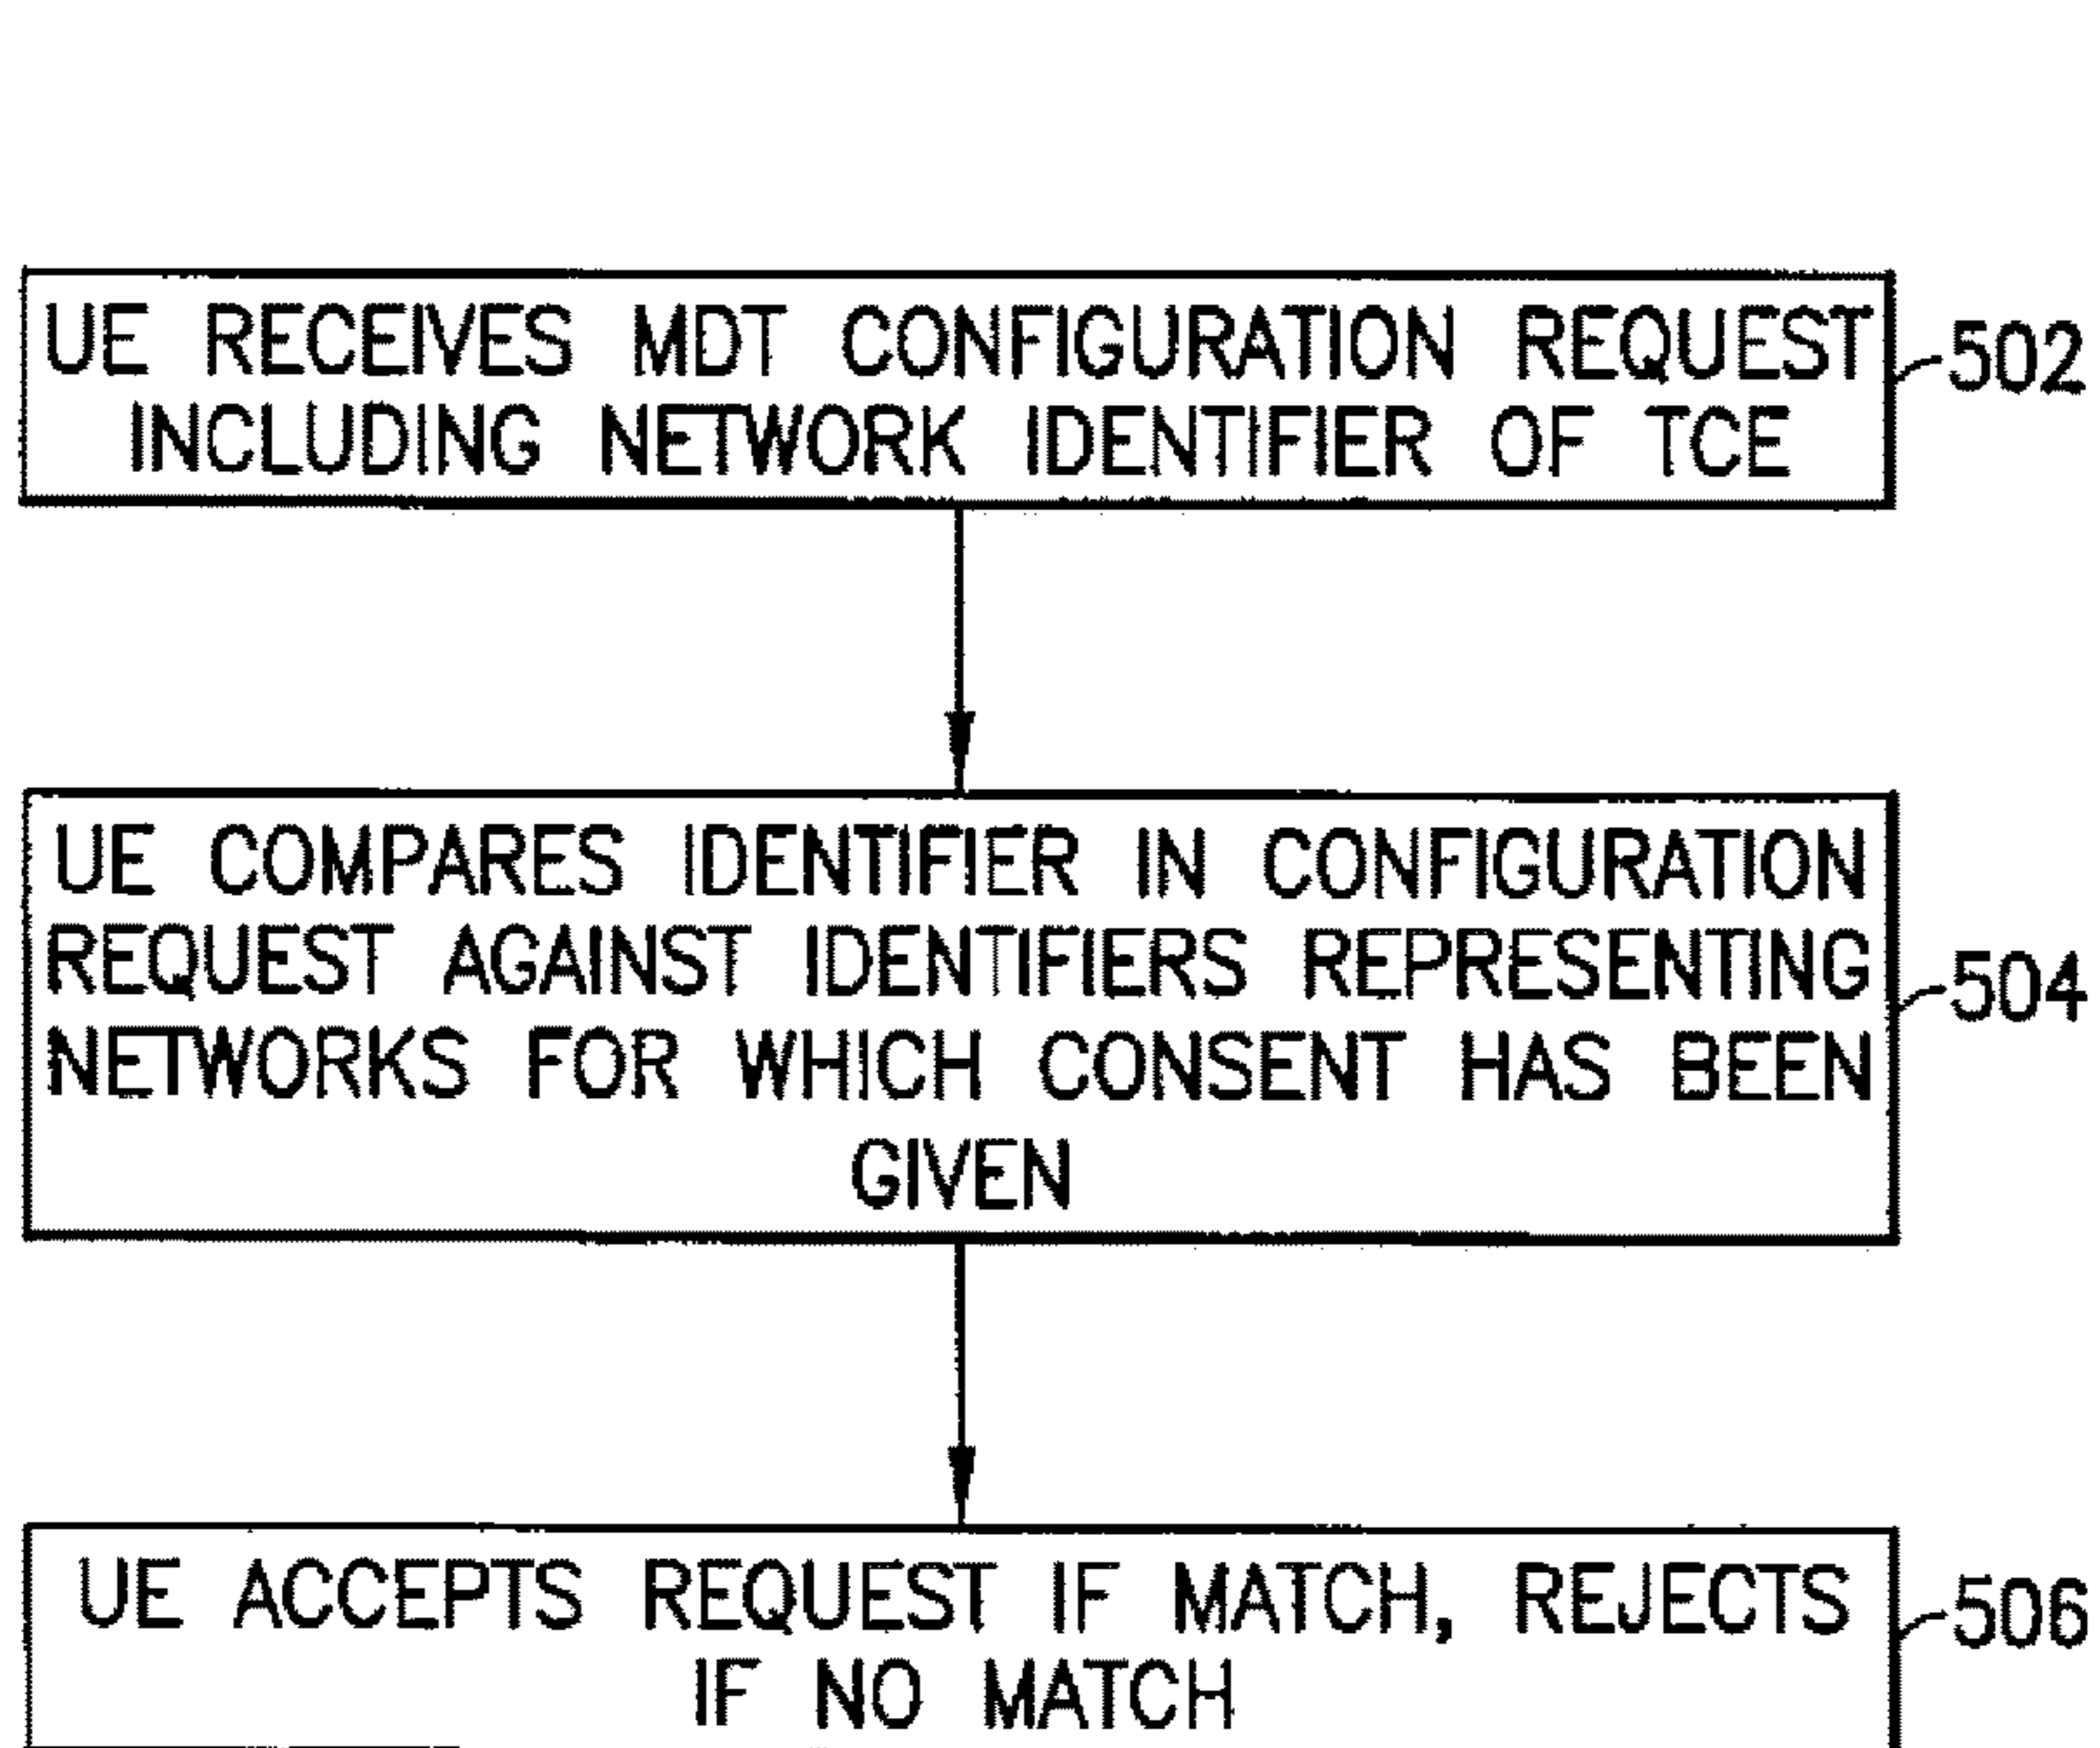 UE RECEIVES MDT CONFIGURATION REQUEST
INCLUDING NETWORK IDENTIFIER OF TCE
502
UE COMPARES IDENTIFIER IN CONFIGURATION
REQUEST AGAINST IDENTIFIERS REPRESENTING
NETWORKS FOR WHICH CONSENT HAS BEEN
GIVEN
504
UE ACCEPTS REQUEST IF MATCH, REJECTS
IF NO MATCH
506